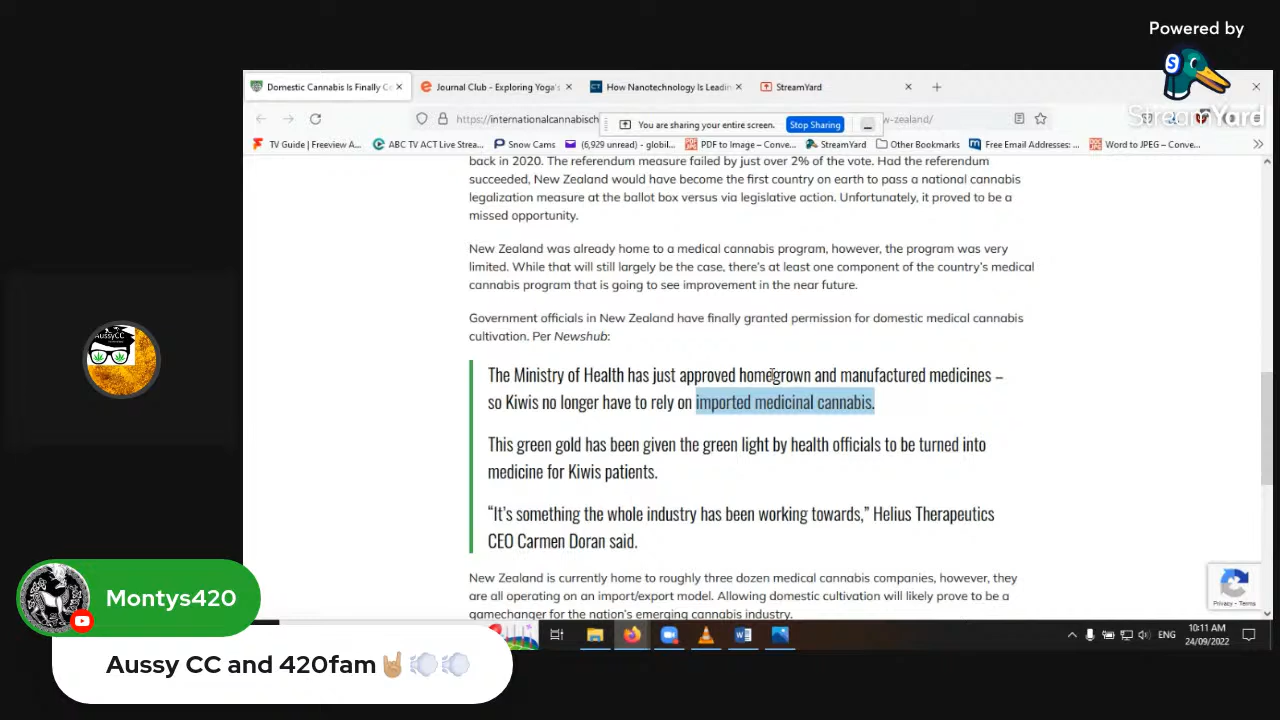 Powered by
StreamYard
Domestic Cannabis Is Finally Co
Journal Club - Exploring Yoga's
How Nanotechnology Is Leadin
StreamYard
https://internationalcannabisch
You are sharing your entire screen.
Stop Sharing
w-zealand/
TV Guide | Freeview A...
ABC TV ACT Live Strea...
Snow Cams
(6,929 unread) - global...
PDF to Image – Conve...
StreamYard
Other Bookmarks
Free Email Addresses: ...
Word to JPEG – Conve...
back in 2020. The referendum measure failed by just over 2% of the vote. Had the referendum
succeeded, New Zealand would have become the first country on earth to pass a national cannabis
legalization measure at the ballot box versus via legislative action. Unfortunately, it proved to be a
missed opportunity.
New Zealand was already home to a medical cannabis program, however, the program was very
limited. While that will still largely be the case, there's at least one component of the country's medical
cannabis program that is going to see improvement in the near future.
Government officials in New Zealand have finally granted permission for domestic medical cannabis
cultivation. Per Newshub:
The Ministry of Health has just approved homegrown and manufactured medicines –
so Kiwis no longer have to rely on imported medicinal cannabis.
This green gold has been given the green light by health officials to be turned into
medicine for Kiwis patients.
“It's something the whole industry has been working towards,” Helius Therapeutics
CEO Carmen Doran said.
New Zealand is currently home to roughly three dozen medical cannabis companies, however, they
are all operating on an import/export model. Allowing domestic cultivation will likely prove to be a
gamechanger for the nation's emerging cannabis industry.
Privacy - Terms
AussyCC
Montys420
Aussy CC and 420fam🤘🏼💨💨
ENG
10:11 AM
24/09/2022